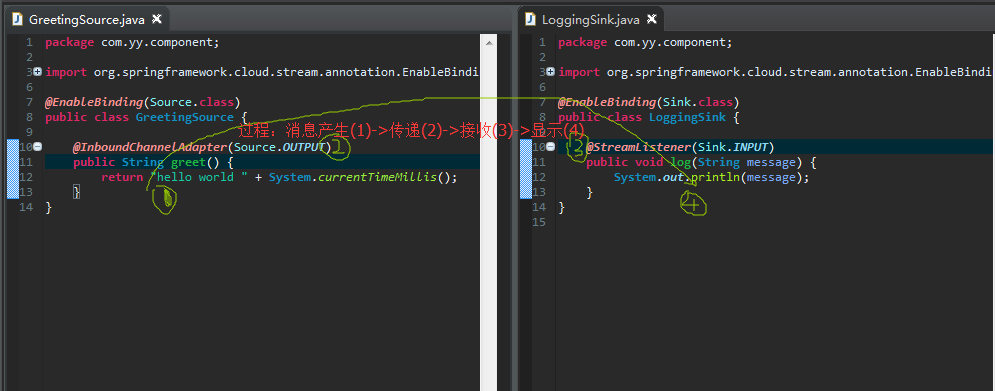 GreetingSource.java
1 package com.yy.component;
2
3 import org.springframework.cloud.stream.annotation.EnableBindi
6
7 @EnableBinding(Source.class)
8 public class GreetingSource {
9
10 @InboundChannelAdapter(Source.OUTPUT)
11 public String greet() {
12 return "hello world " + System.currentTimeMillis();
13 }
14 }
LoggingSink.java
1 package com.yy.component;
2
3 import org.springframework.cloud.stream.annotation.EnableBindi
6
7 @EnableBinding(Sink.class)
8 public class LoggingSink {
9
10 @StreamListener(Sink.INPUT)
11 public void log(String message) {
12 System.out.println(message);
13 }
14 }
15
过程：消息产生(1)->传递(2)->接收(3)->显示(4)
1
2
3
4